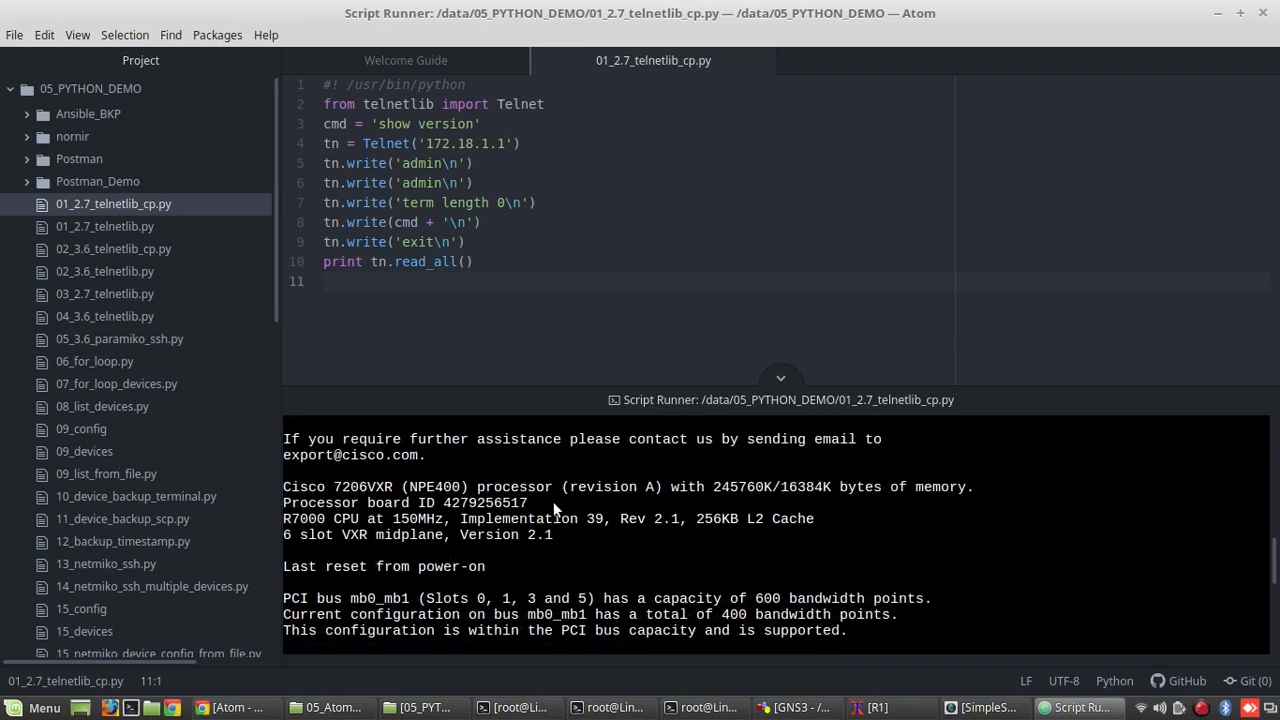 Script Runner: /data/05_PYTHON_DEMO/01_2.7_telnetlib_cp.py — /data/05_PYTHON_DEMO — Atom
File Edit View Selection Find Packages Help
Project
05_PYTHON_DEMO
Ansible_BKP
nornir
Postman
Postman_Demo
01_2.7_telnetlib_cp.py
01_2.7_telnetlib.py
02_3.6_telnetlib_cp.py
02_3.6_telnetlib.py
03_2.7_telnetlib.py
04_3.6_telnetlib.py
05_3.6_paramiko_ssh.py
06_for_loop.py
07_for_loop_devices.py
08_list_devices.py
09_config
09_devices
09_list_from_file.py
10_device_backup_terminal.py
11_device_backup_scp.py
12_backup_timestamp.py
13_netmiko_ssh.py
14_netmiko_ssh_multiple_devices.py
15_config
15_devices
15_netmiko_device_config_from_file.py
Welcome Guide 01_2.7_telnetlib_cp.py
1 #! /usr/bin/python
2 from telnetlib import Telnet
3 cmd = 'show version'
4 tn = Telnet('172.18.1.1')
5 tn.write('admin\n')
6 tn.write('admin\n')
7 tn.write('term length 0\n')
8 tn.write(cmd + '\n')
9 tn.write('exit\n')
10 print tn.read_all()
11
Script Runner: /data/05_PYTHON_DEMO/01_2.7_telnetlib_cp.py
If you require further assistance please contact us by sending email to
export@cisco.com.
Cisco 7206VXR (NPE400) processor (revision A) with 245760K/16384K bytes of memory.
Processor board ID 4279256517
R7000 CPU at 150MHz, Implementation 39, Rev 2.1, 256KB L2 Cache
6 slot VXR midplane, Version 2.1
Last reset from power-on
PCI bus mb0_mb1 (Slots 0, 1, 3 and 5) has a capacity of 600 bandwidth points.
Current configuration on bus mb0_mb1 has a total of 400 bandwidth points.
This configuration is within the PCI bus capacity and is supported.
01_2.7_telnetlib_cp.py 11:1 LF UTF-8 Python GitHub Git (0)
Menu [Atom - ... 05_Atom... [05_PYT... [root@Li... root@Lin... root@Lin... [GNS3 - /... [R1] [SimpleS... Script Ru...